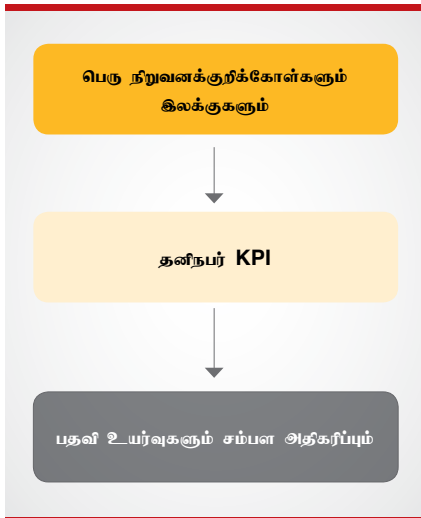 பெரு நிறுவனக்குறிக்கோள்களும்
இலக்குகளும்
தனிநபர் KPI
பதவி உயர்வுகளும் சம்பள அதிகரிப்பும்